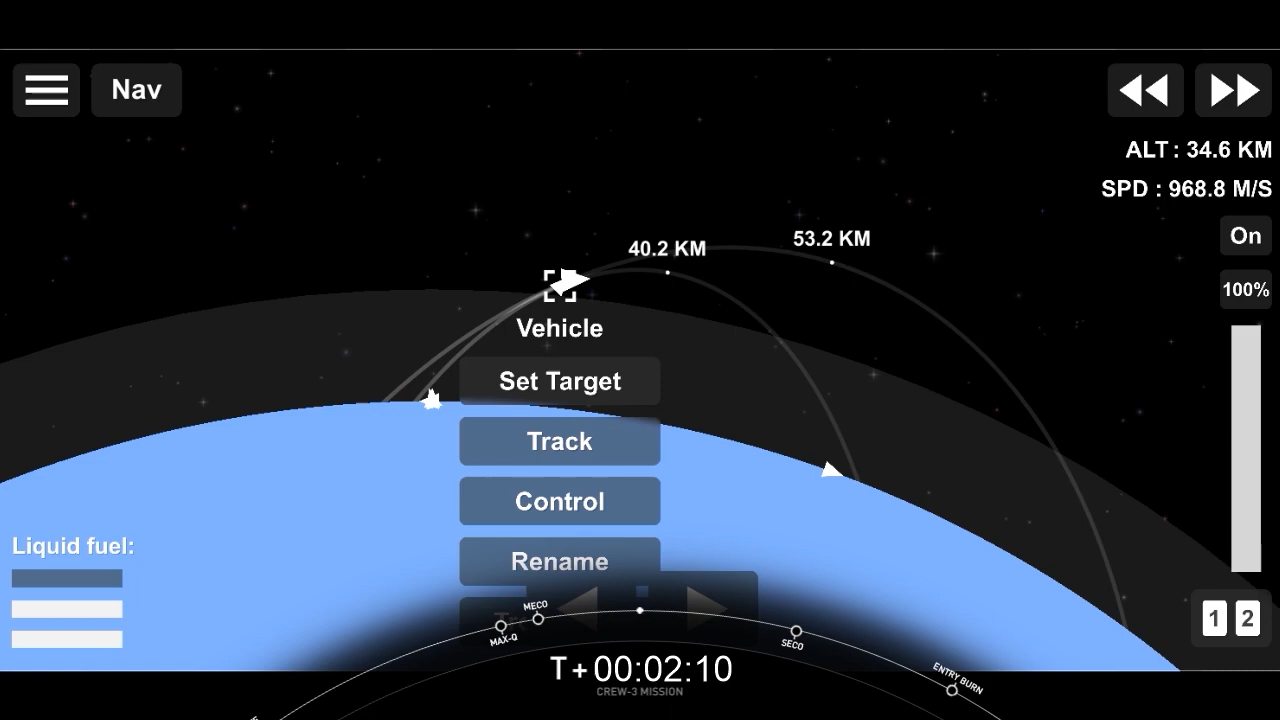 Nav
ALT : 34.6 KM
SPD : 968.8 M/S
On
100%
40.2 KM
53.2 KM
Vehicle
Set Target
Track
Control
Rename
Liquid fuel:
1 2
MECO
MAX-Q
SECO
ENTRY BURN
T+00:02:10
CREW-3 MISSION